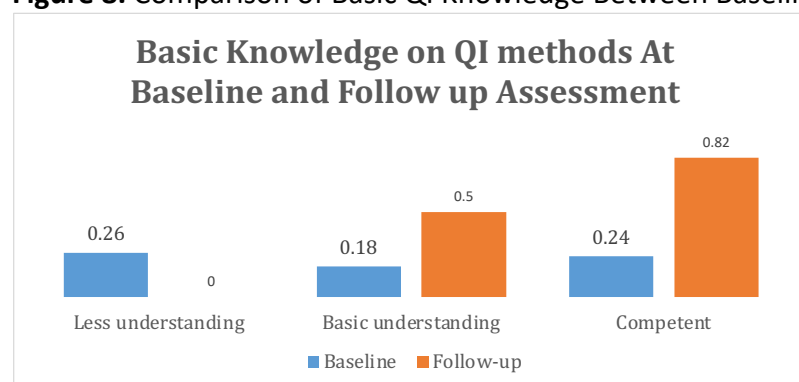 Basic Knowledge on QI methods At
Baseline and Follow up Assessment
0.82
0.5
0.26
0.24
0.18
0
Less understanding
Basic understanding
Competent
Baseline
Follow-up